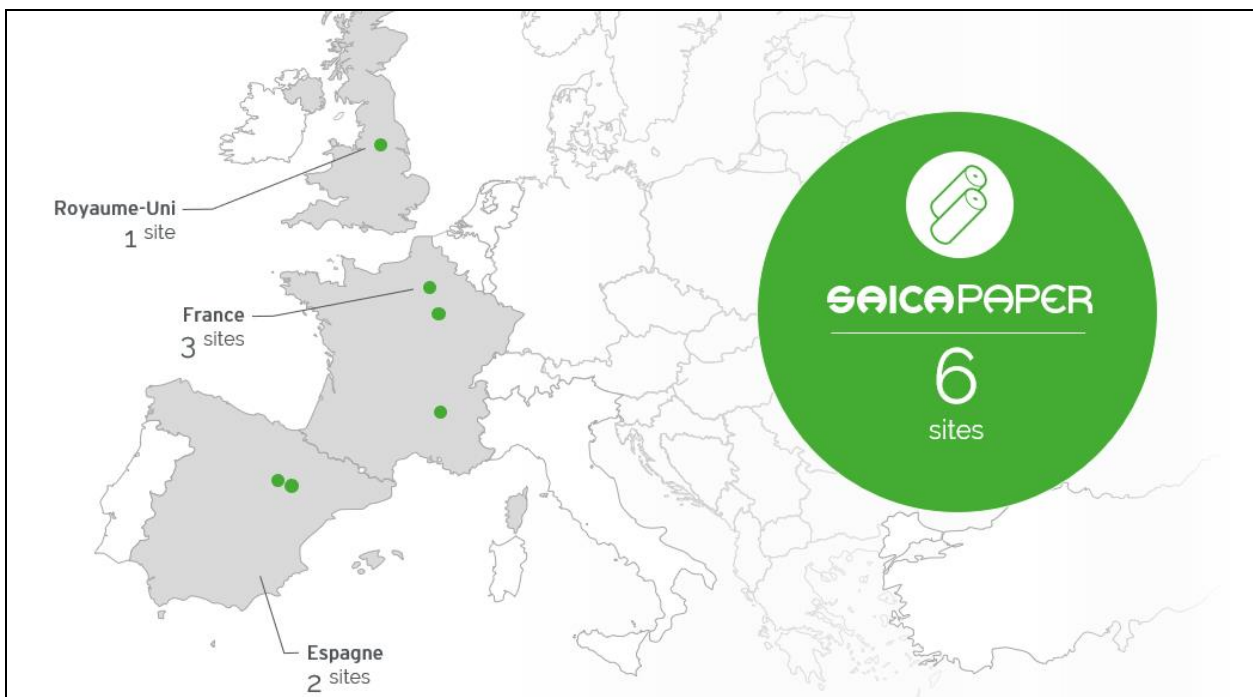 Royaume-Uni
1 site
France
3 sites
Espagne
2 sites
SAICAPAPER
6
sites